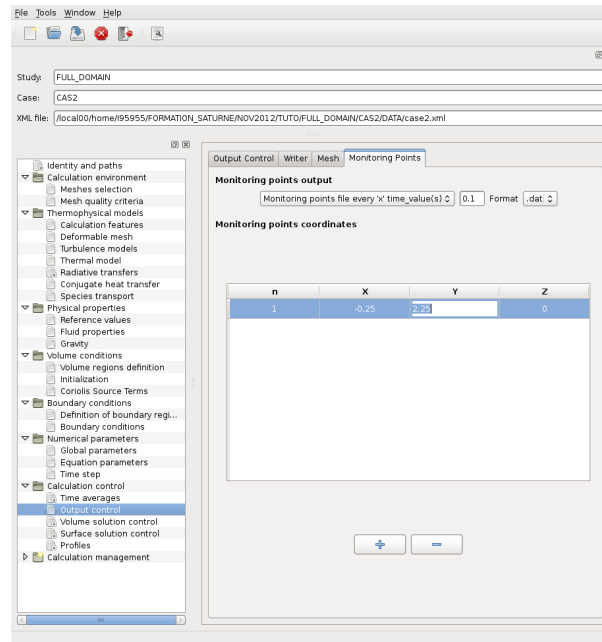 File Tools Window Help
Study: FULL_DOMAIN
Case: CAS2
XML file: /local00/home/I95955/FORMATION_SATURNE/NOV2012/TUTO/FULL_DOMAIN/CAS2/DATA/case2.xml
Identity and paths
Calculation environment
Meshes selection
Mesh quality criteria
Thermophysical models
Calculation features
Deformable mesh
Turbulence models
Thermal model
Radiative transfers
Conjugate heat transfer
Species transport
Physical properties
Reference values
Fluid properties
Gravity
Volume conditions
Volume regions definition
Initialization
Coriolis Source Terms
Boundary conditions
Definition of boundary regi...
Boundary conditions
Numerical parameters
Global parameters
Equation parameters
Time step
Calculation control
Time averages
Output control
Volume solution control
Surface solution control
Profiles
Calculation management
Output Control Writer Mesh Monitoring Points
Monitoring points output
Monitoring points file every 'x' time_value(s) 0.1 Format .dat
Monitoring points coordinates
n X Y Z
1 -0.25 2.25 0